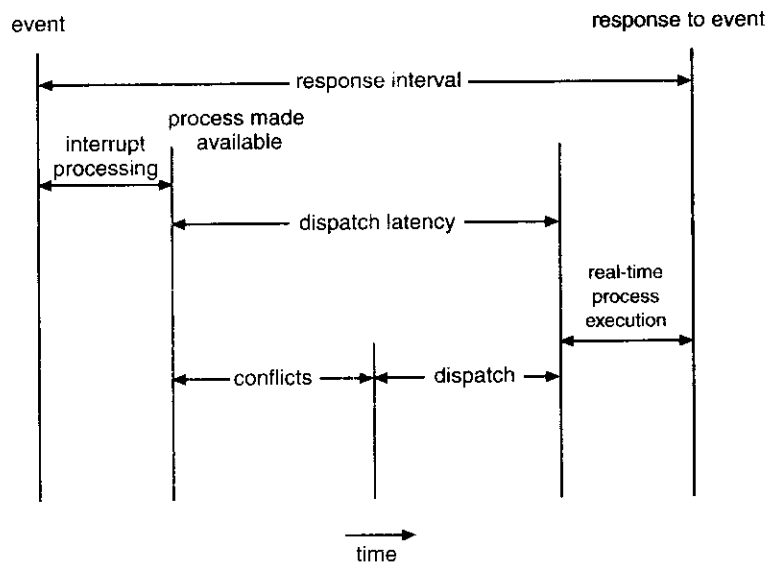 event
response to event
response interval
process made
available
interrupt
processing
dispatch latency
real-time
process
execution
conflicts
dispatch
time